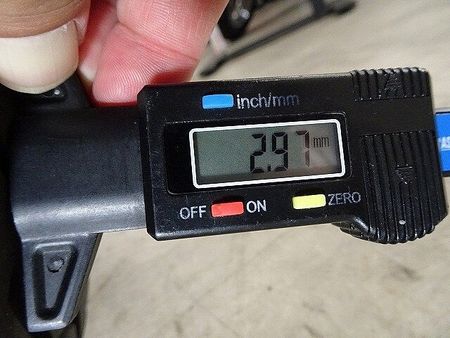 inch/mm
2.97 mm
OFF ON ZERO